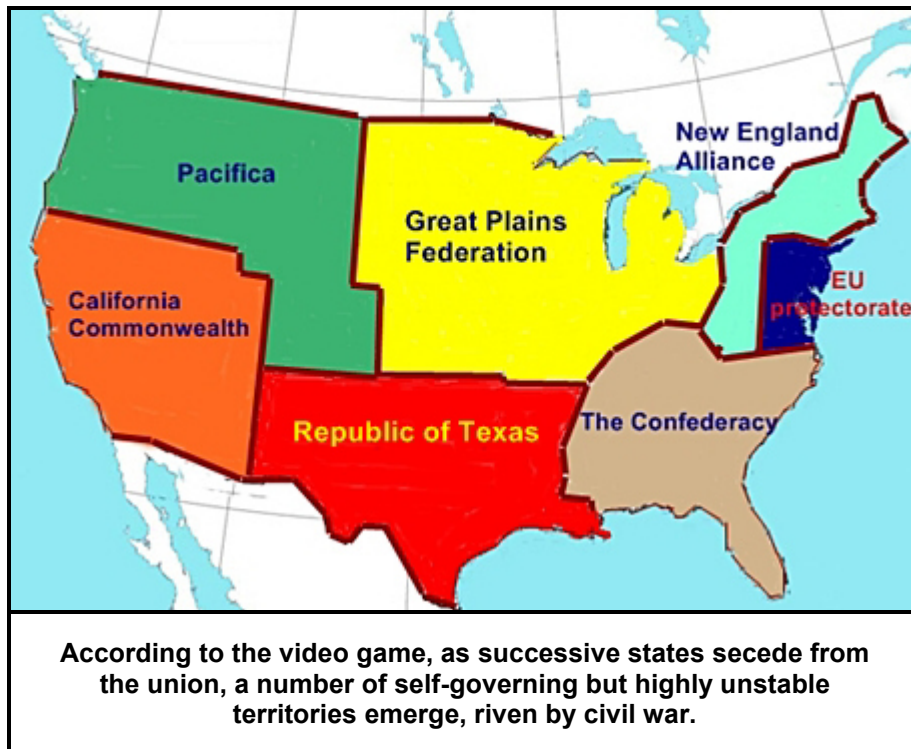 New England
Alliance
Pacifica
Great Plains
Federation
EU
protectorate
California
Commonwealth
Republic of Texas
The Confederacy
According to the video game, as successive states secede from
the union, a number of self-governing but highly unstable
territories emerge, riven by civil war.